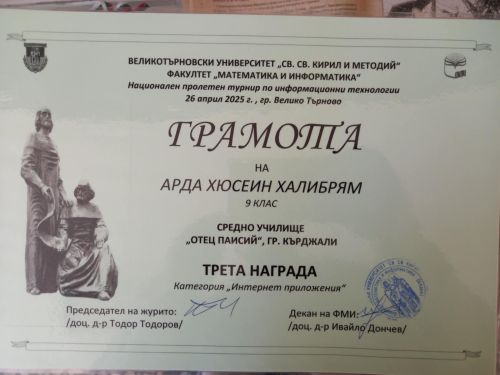 ВЕЛИКОТЪРНОВСКИ УНИВЕРСИТЕТ „СВ. СВ. КИРИЛ И МЕТОДИЙ“
ФАКУЛТЕТ „МАТЕМАТИКА И ИНФОРМАТИКА“
Национален пролетен турнир по информационни технологии
26 април 2025 г. , гр. Велико Търново
ГРАМОТА
НА
АРДА ХЮСЕИН ХАЛИБРЯМ
9 КЛАС
СРЕДНО УЧИЛИЩЕ
„ОТЕЦ ПАИСИЙ“, ГР. КЪРДЖАЛИ
ТРЕТА НАГРАДА
Категория „Интернет приложения“
Председател на журито:
/доц. д-р Тодор Тодоров/
Декан на ФМИ:
/доц. д-р Ивайло Дончев/